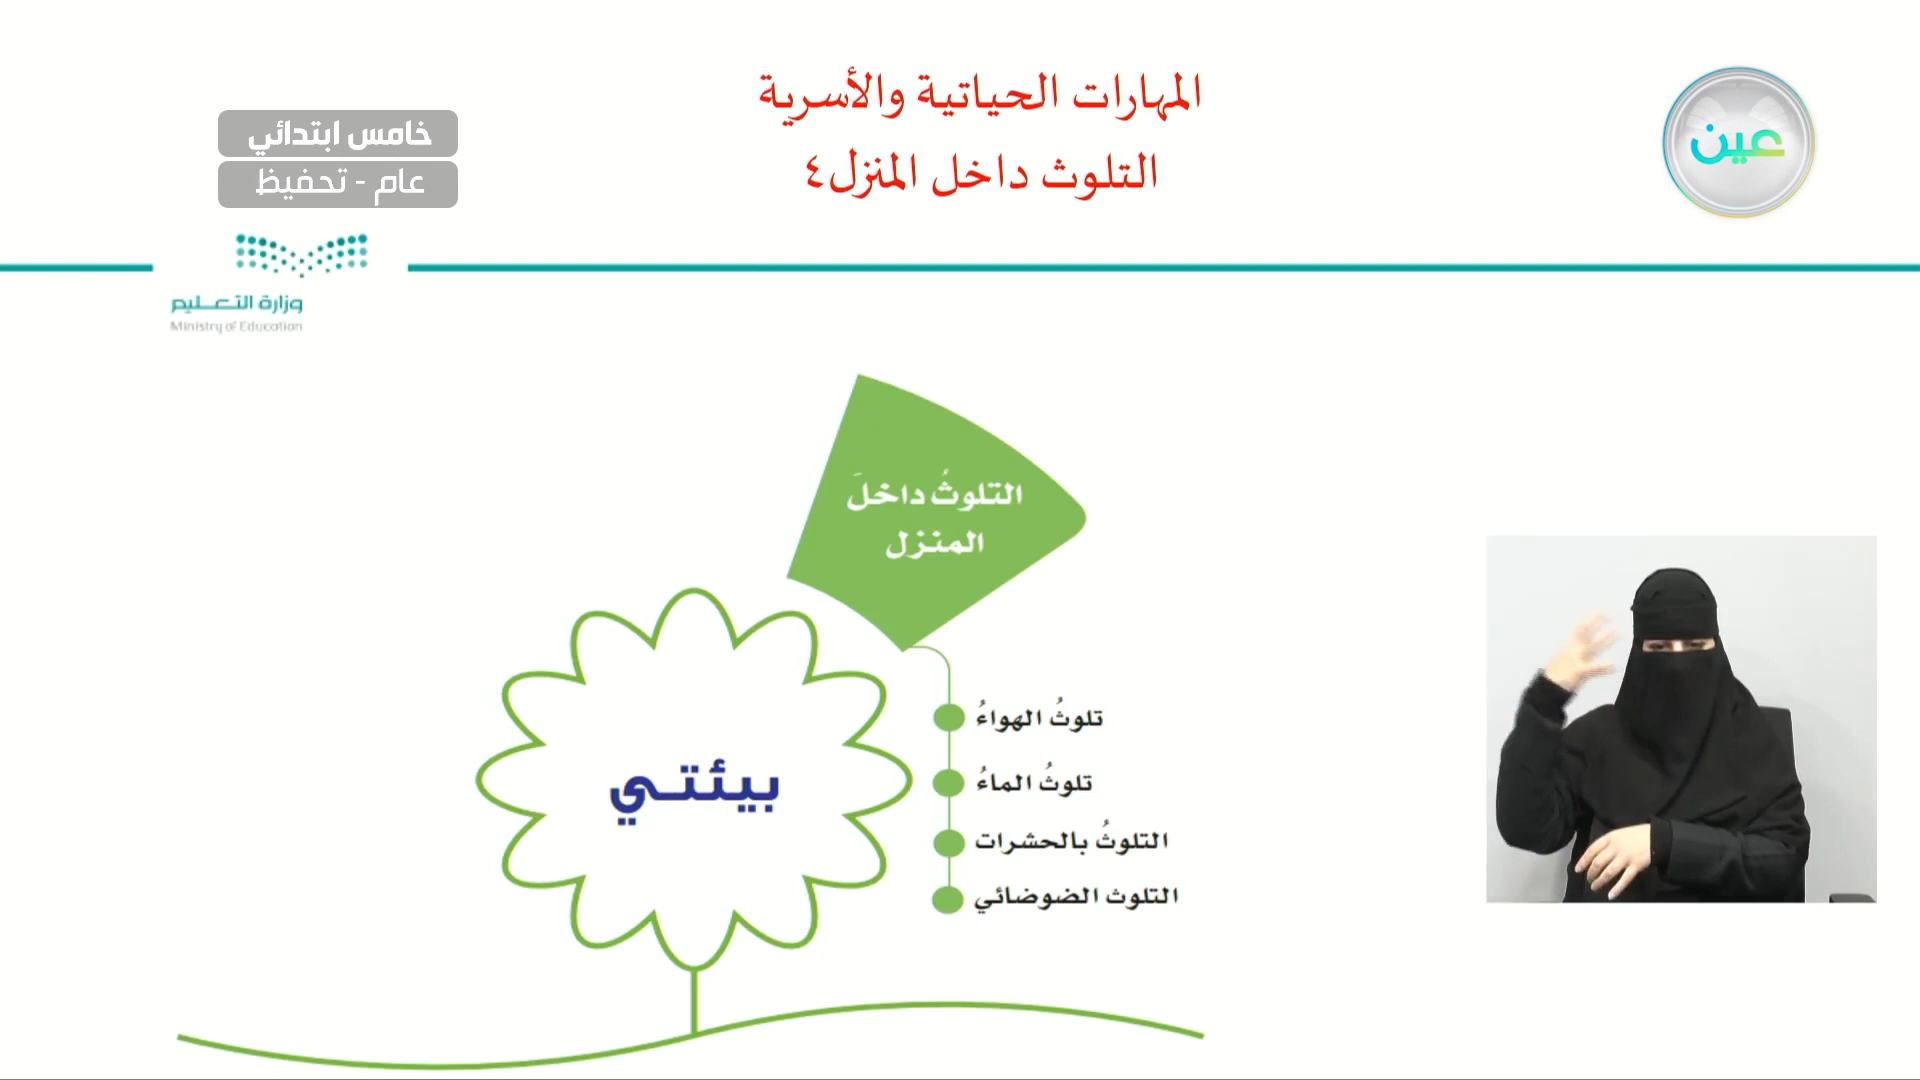 المهارات الحياتية والأسرية
التلوث داخل المنزل٤
عين
خامس ابتدائي
عام - تحفيظ
وزارة التعليم
Ministry of Education
التلوثُ داخلَ
المنزل
بيئتي
تلوثُ الهواءُ
تلوثُ الماءُ
التلوثُ بالحشرات
التلوث الضوضائي